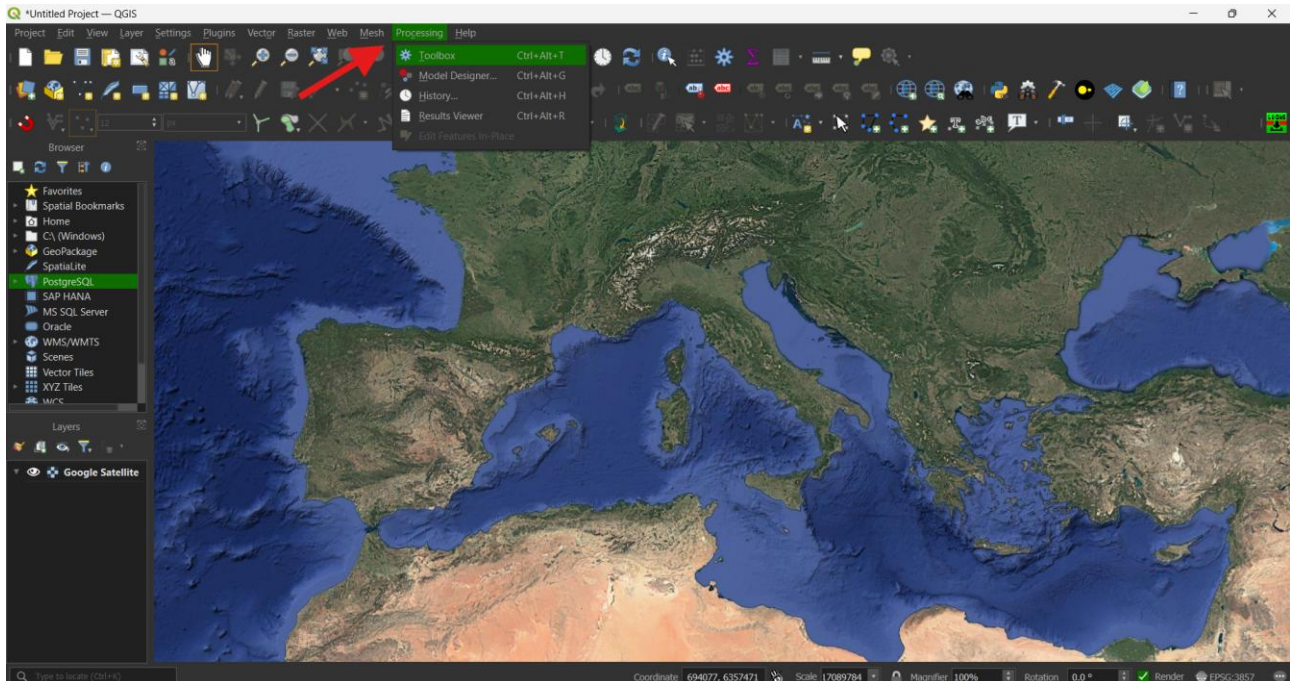 *Untitled Project — QGIS
Project Edit View Layer Settings Plugins Vector Raster Web Mesh Processing Help
Toolbox Ctrl+Alt+T
Model Designer... Ctrl+Alt+G
History... Ctrl+Alt+H
Results Viewer Ctrl+Alt+R
Edit Features In-Place
12 px
Browser
Favorites
Spatial Bookmarks
Home
C:\ (Windows)
GeoPackage
SpatiaLite
PostgreSQL
SAP HANA
MS SQL Server
Oracle
WMS/WMTS
Scenes
Vector Tiles
XYZ Tiles
WCS
Layers
Google Satellite
Type to locate (Ctrl+K) Coordinate 694077, 6357471 Scale 17089784 Magnifier 100% Rotation 0.0 ° Render EPSG:3857